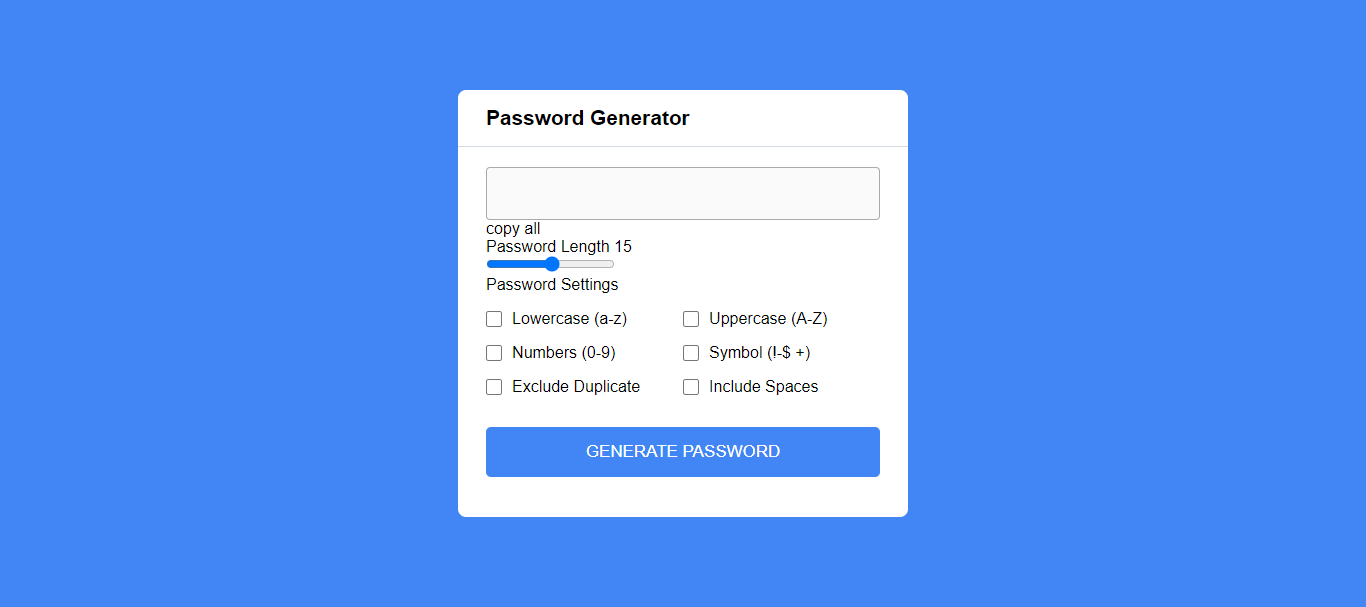 Password Generator
copy all
Password Length 15
Password Settings
Lowercase (a-z) Uppercase (A-Z)
Numbers (0-9) Symbol (!-$ +)
Exclude Duplicate Include Spaces
GENERATE PASSWORD